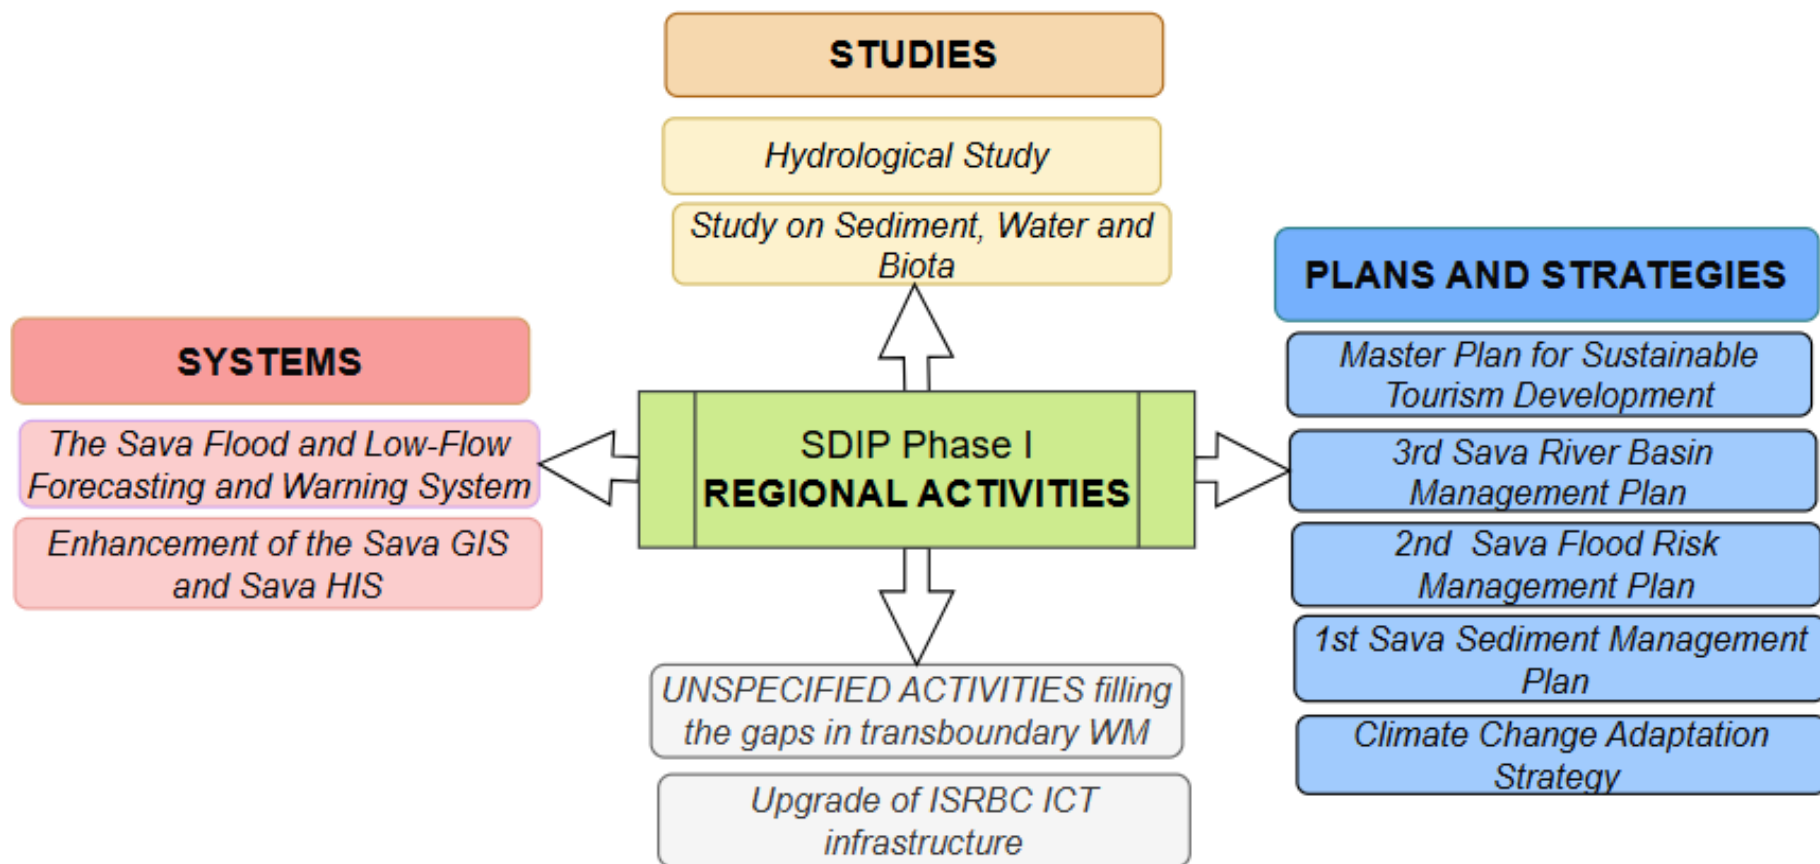 STUDIES
Hydrological Study
Study on Sediment, Water and
Biota
PLANS AND STRATEGIES
Master Plan for Sustainable
Tourism Development
3rd Sava River Basin
Management Plan
2nd Sava Flood Risk
Management Plan
1st Sava Sediment Management
Plan
Climate Change Adaptation
Strategy
SYSTEMS
The Sava Flood and Low-Flow
Forecasting and Warning System
Enhancement of the Sava GIS
and Sava HIS
SDIP Phase I
REGIONAL ACTIVITIES
UNSPECIFIED ACTIVITIES filling
the gaps in transboundary WM
Upgrade of ISRBC ICT
infrastructure